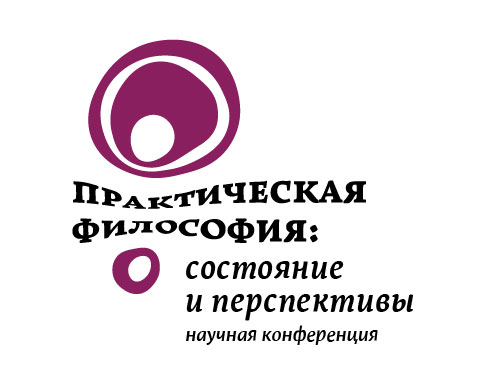 ПРАКТИЧЕСКАЯ
ФИЛОСОФИЯ:
состояние
и перспективы
научная конференция